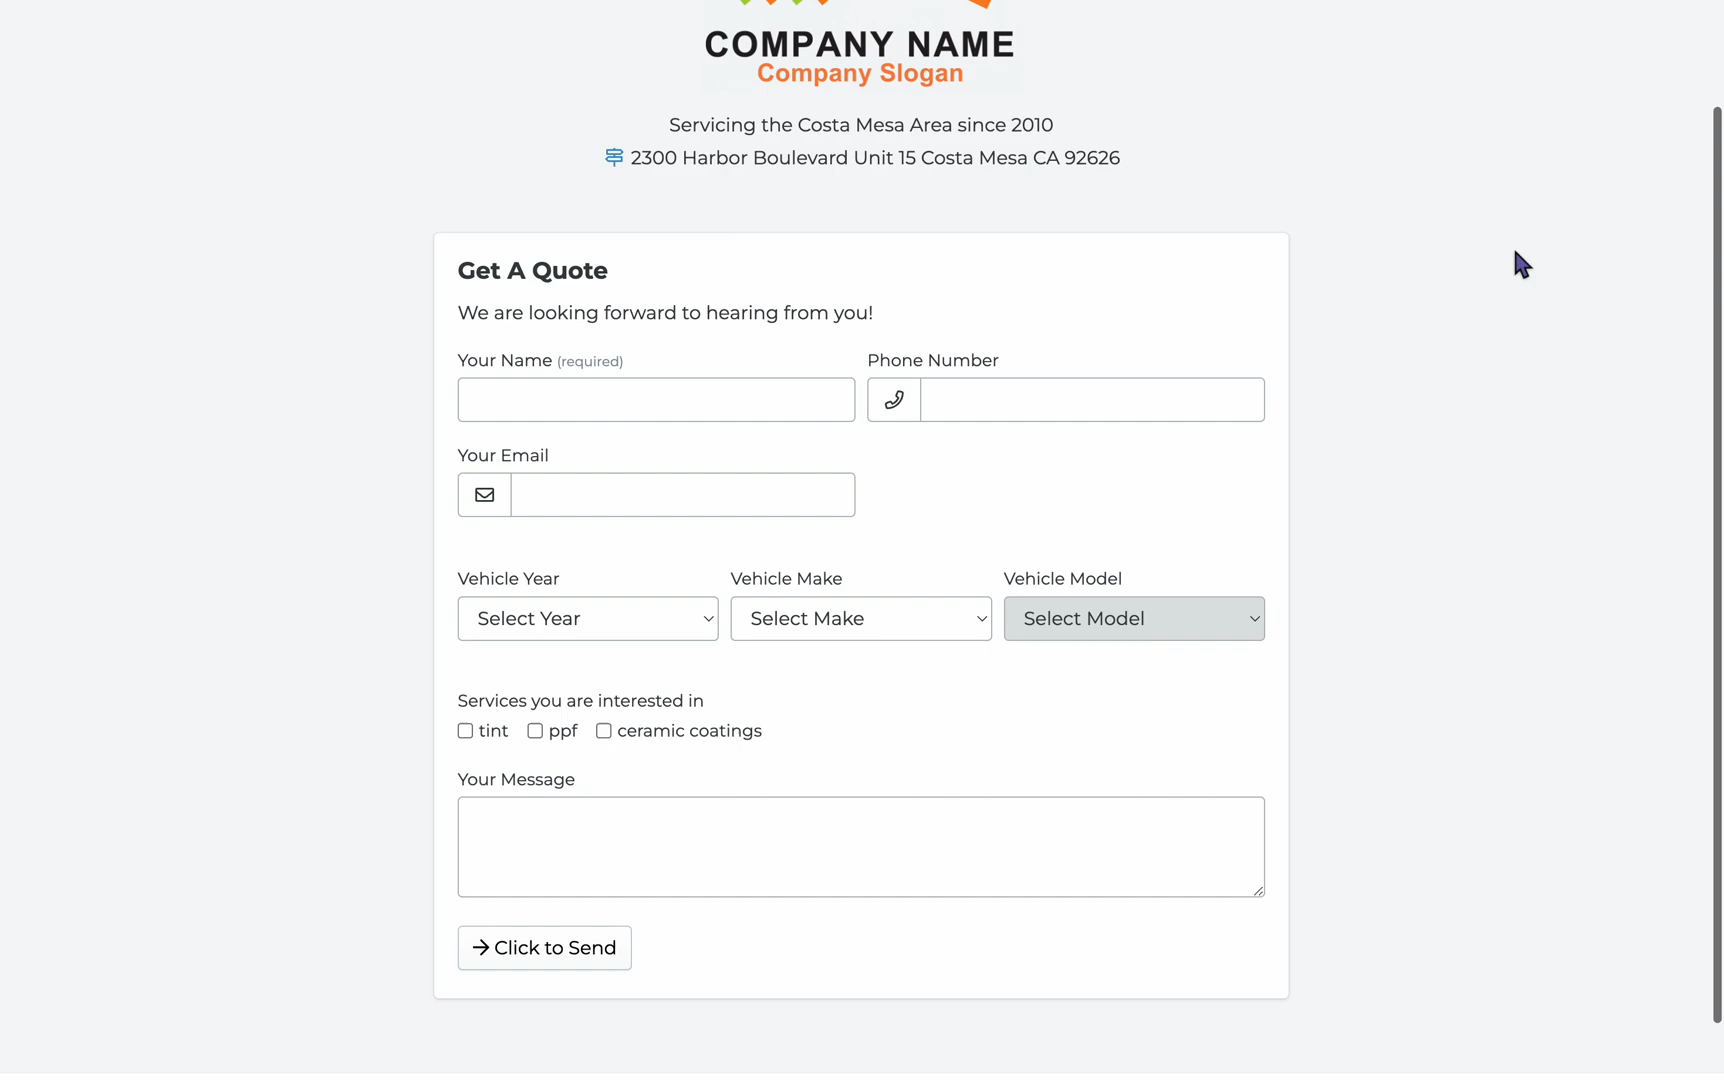 COMPANY NAME
Company Slogan
Servicing the Costa Mesa Area since 2010
2300 Harbor Boulevard Unit 15 Costa Mesa CA 92626
Get A Quote
We are looking forward to hearing from you!
Your Name (required) Phone Number
Your Email
Vehicle Year Vehicle Make Vehicle Model
Select Year Select Make Select Model
Services you are interested in
tint ppf ceramic coatings
Your Message
Click to Send